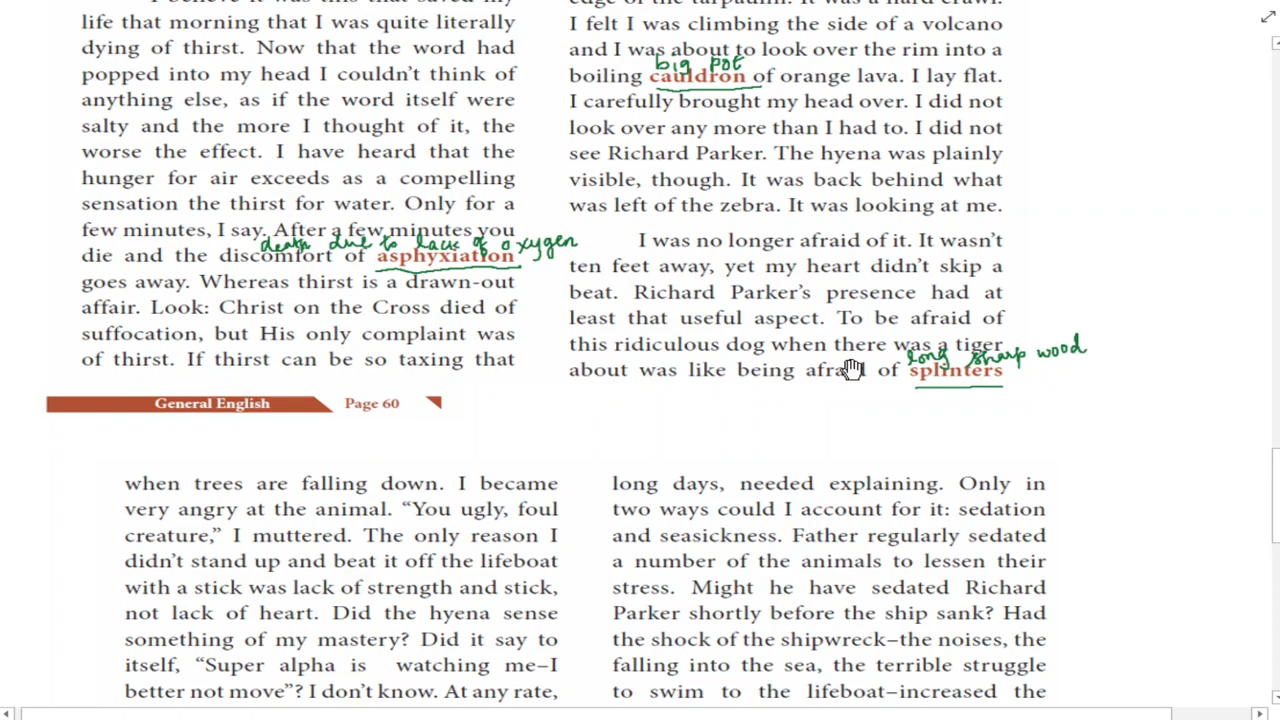 I believe it was this that saved my
life that morning that I was quite literally
dying of thirst. Now that the word had
popped into my head I couldn't think of
anything else, as if the word itself were
salty and the more I thought of it, the
worse the effect. I have heard that the
hunger for air exceeds as a compelling
sensation the thirst for water. Only for a
few minutes, I say. After a few minutes you
death due to lack of oxygen
die and the discomfort of asphyxiation
goes away. Whereas thirst is a drawn-out
affair. Look: Christ on the Cross died of
suffocation, but His only complaint was
of thirst. If thirst can be so taxing that
edge of the tarpaulin. It was a hard crawl.
I felt I was climbing the side of a volcano
and I was about to look over the rim into a
big pot
boiling cauldron of orange lava. I lay flat.
I carefully brought my head over. I did not
look over any more than I had to. I did not
see Richard Parker. The hyena was plainly
visible, though. It was back behind what
was left of the zebra. It was looking at me.
I was no longer afraid of it. It wasn't
ten feet away, yet my heart didn't skip a
beat. Richard Parker's presence had at
least that useful aspect. To be afraid of
this ridiculous dog when there was a tiger
long sharp wood
about was like being afraid of splinters
General English Page 60
when trees are falling down. I became
very angry at the animal. “You ugly, foul
creature,” I muttered. The only reason I
didn't stand up and beat it off the lifeboat
with a stick was lack of strength and stick,
not lack of heart. Did the hyena sense
something of my mastery? Did it say to
itself, “Super alpha is watching me–I
better not move”? I don't know. At any rate,
long days, needed explaining. Only in
two ways could I account for it: sedation
and seasickness. Father regularly sedated
a number of the animals to lessen their
stress. Might he have sedated Richard
Parker shortly before the ship sank? Had
the shock of the shipwreck–the noises, the
falling into the sea, the terrible struggle
to swim to the lifeboat–increased the